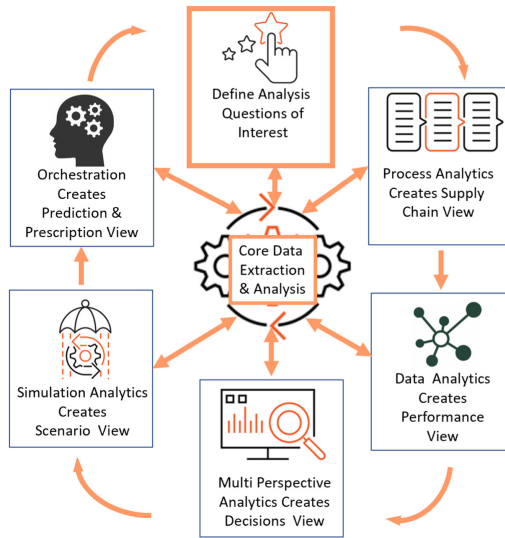 Define Analysis
Questions of
Interest
Process Analytics
Creates Supply
Chain View
Data Analytics
Creates
Performance
View
Multi Perspective
Analytics Creates
Decisions View
Simulation Analytics
Creates
Scenario View
Orchestration
Creates
Prediction &
Prescription View
Core Data
Extraction
& Analysis